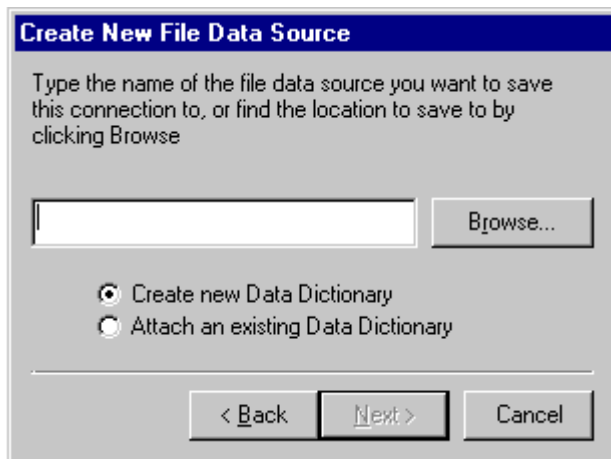 Create New File Data Source
Type the name of the file data source you want to save
this connection to, or find the location to save to by
clicking Browse
Browse...
Create new Data Dictionary
Attach an existing Data Dictionary
< Back
Next >
Cancel